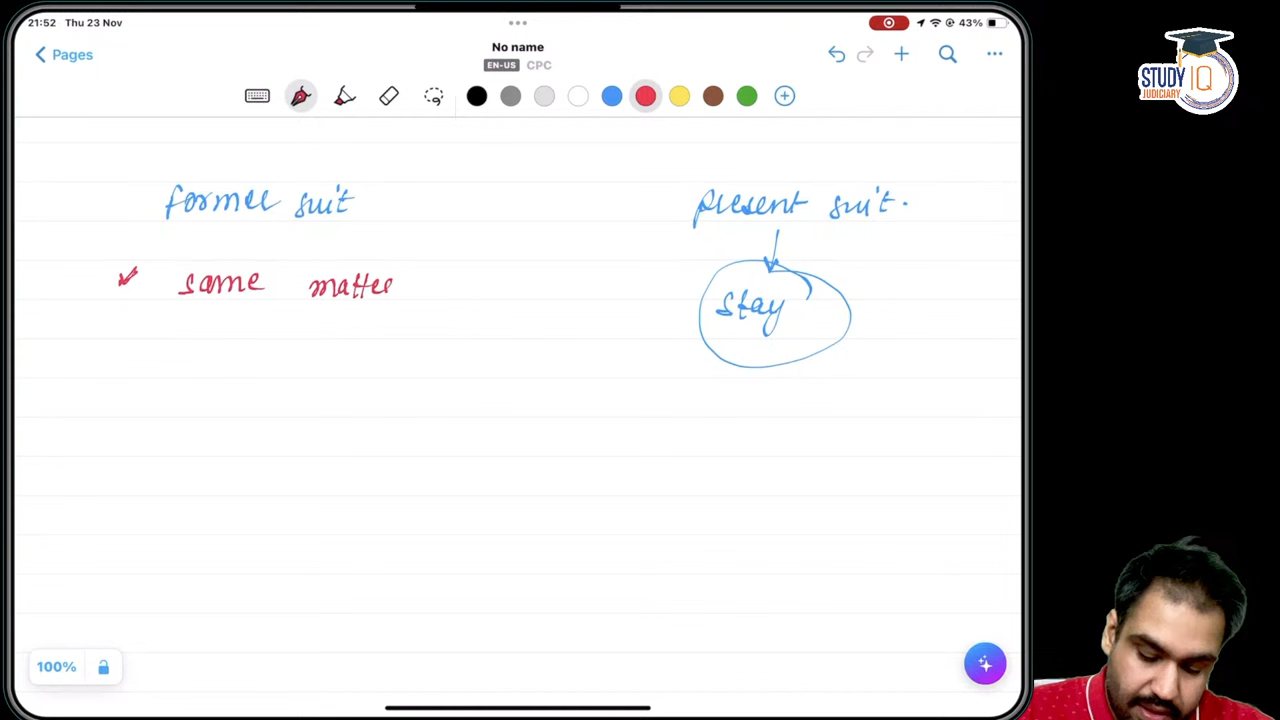 21:52 Thu 23 Nov
43%
Pages
No name
EN-US CPC
STUDY IQ
JUDICIARY
former suit
present suit.
same matter
stay
100%